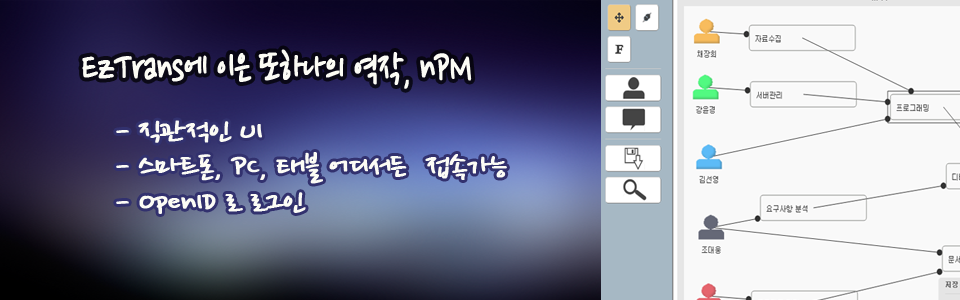 EzTrans에 이은 또하나의 역작, nPM
- 직관적인 UI
- 스마트폰, PC, 태블 어디서든 접속가능
- OpenID 로 로그인
F
채장희
자료수집
강윤경
서버관리
프로그래밍
김선영
요구사항 분석
조대웅
문서
저장